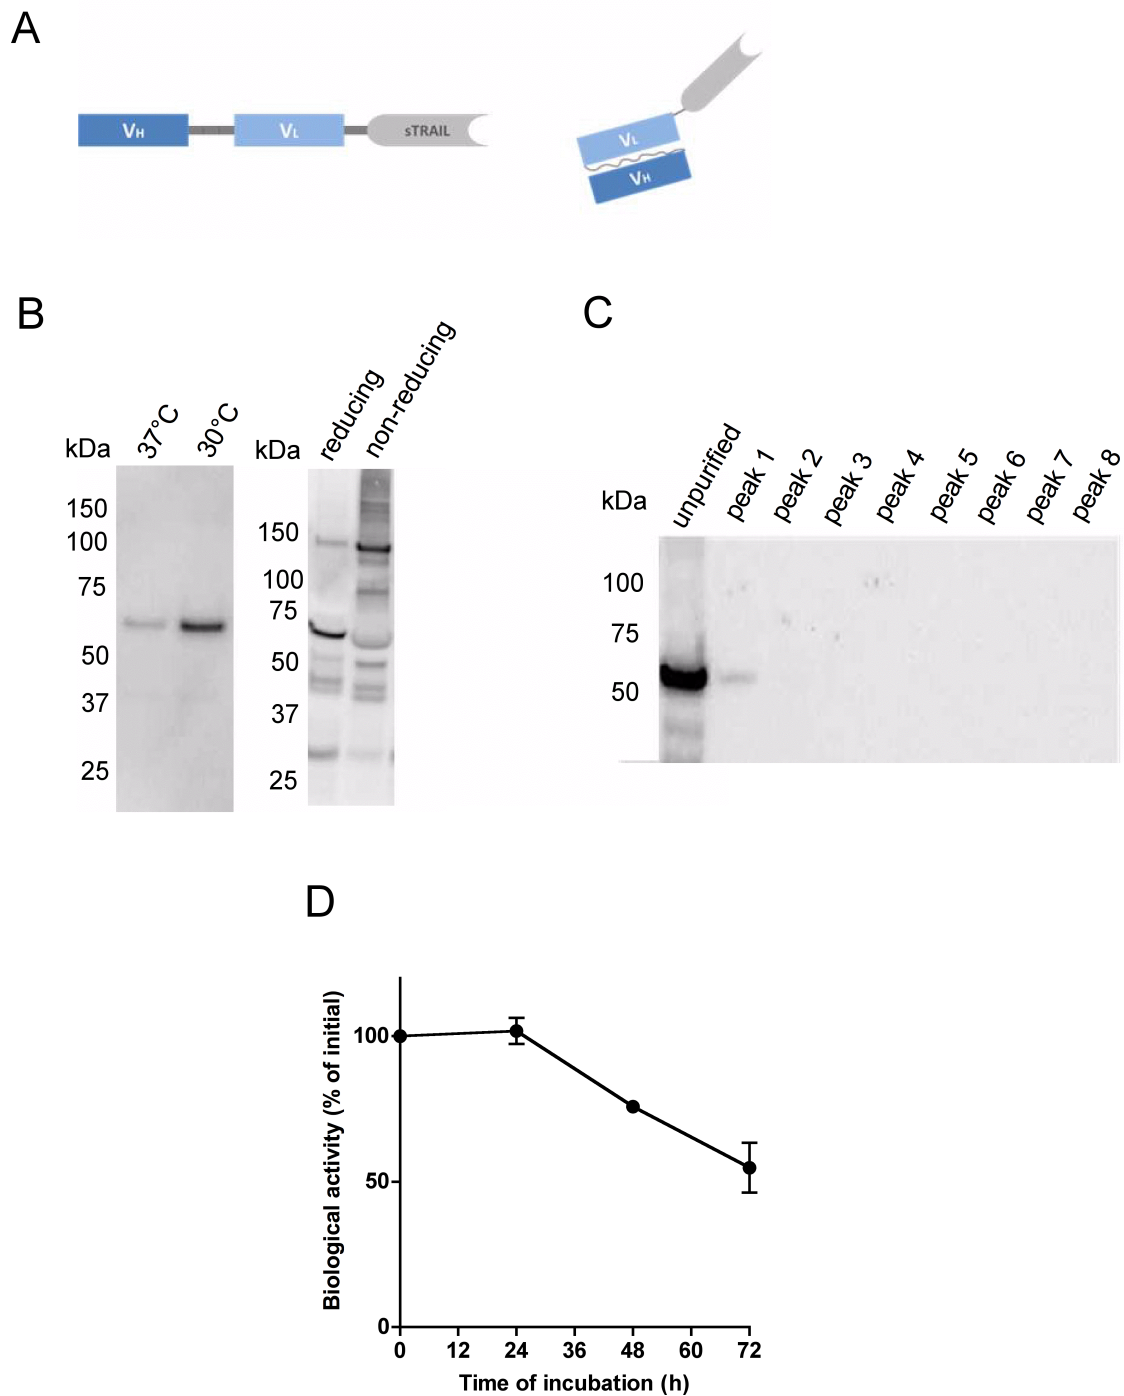 A
VH
VL
sTRAIL
VL
VH
B
C
kDa
37°C
30°C
150
100
75
50
37
25
kDa
reducing
non-reducing
150
100
75
50
37
25
kDa
unpurified
peak 1
peak 2
peak 3
peak 4
peak 5
peak 6
peak 7
peak 8
100
75
50
D
Biological activity (% of initial)
100
50
0
0 12 24 36 48 60 72
Time of incubation (h)